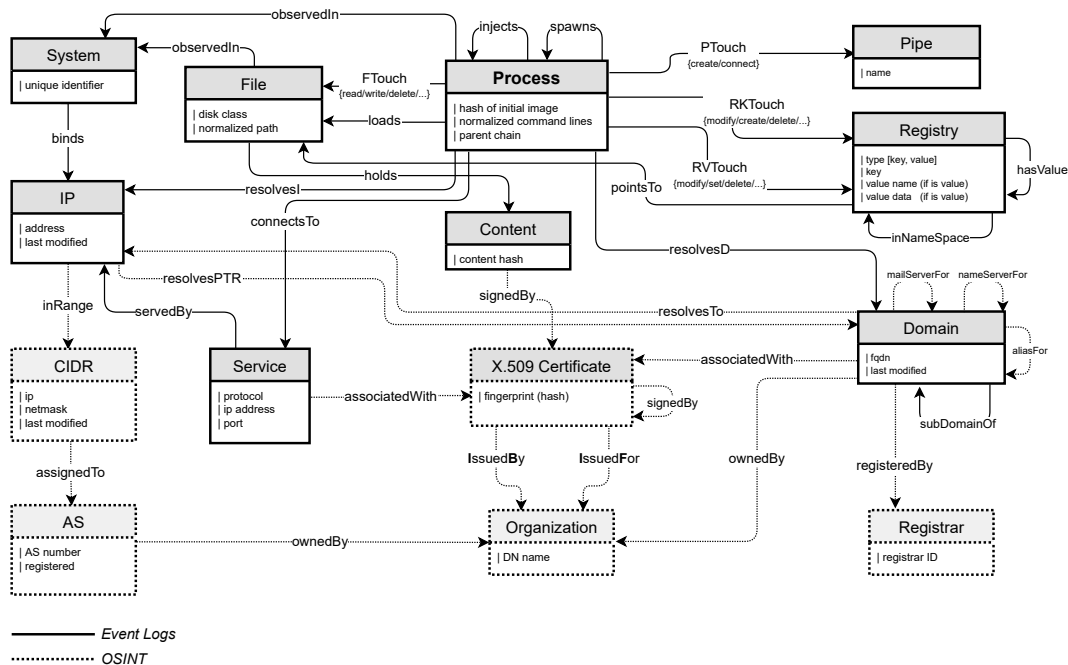 observedIn
injects
spawns
System
| unique identifier
observedIn
File
| disk class
| normalized path
FTouch
{read/write/delete/...}
loads
Process
| hash of initial image
| normalized command lines
| parent chain
PTouch
{create/connect}
Pipe
| name
RKTouch
{modify/create/delete/...}
RVTouch
{modify/set/delete/...}
Registry
| type [key, value]
| key
| value name (if is value)
| value data (if is value)
hasValue
inNameSpace
pointsTo
binds
holds
resolvesI
connectsTo
IP
| address
| last modified
Content
| content hash
resolvesD
resolvesPTR
signedBy
mailServerFor
nameServerFor
inRange
servedBy
resolvesTo
Domain
| fqdn
| last modified
aliasFor
CIDR
| ip
| netmask
| last modified
Service
| protocol
| ip address
| port
associatedWith
X.509 Certificate
| fingerprint (hash)
signedBy
associatedWith
subDomainOf
assignedTo
IssuedBy
IssuedFor
ownedBy
registeredBy
AS
| AS number
| registered
ownedBy
Organization
| DN name
Registrar
| registrar ID
Event Logs
OSINT